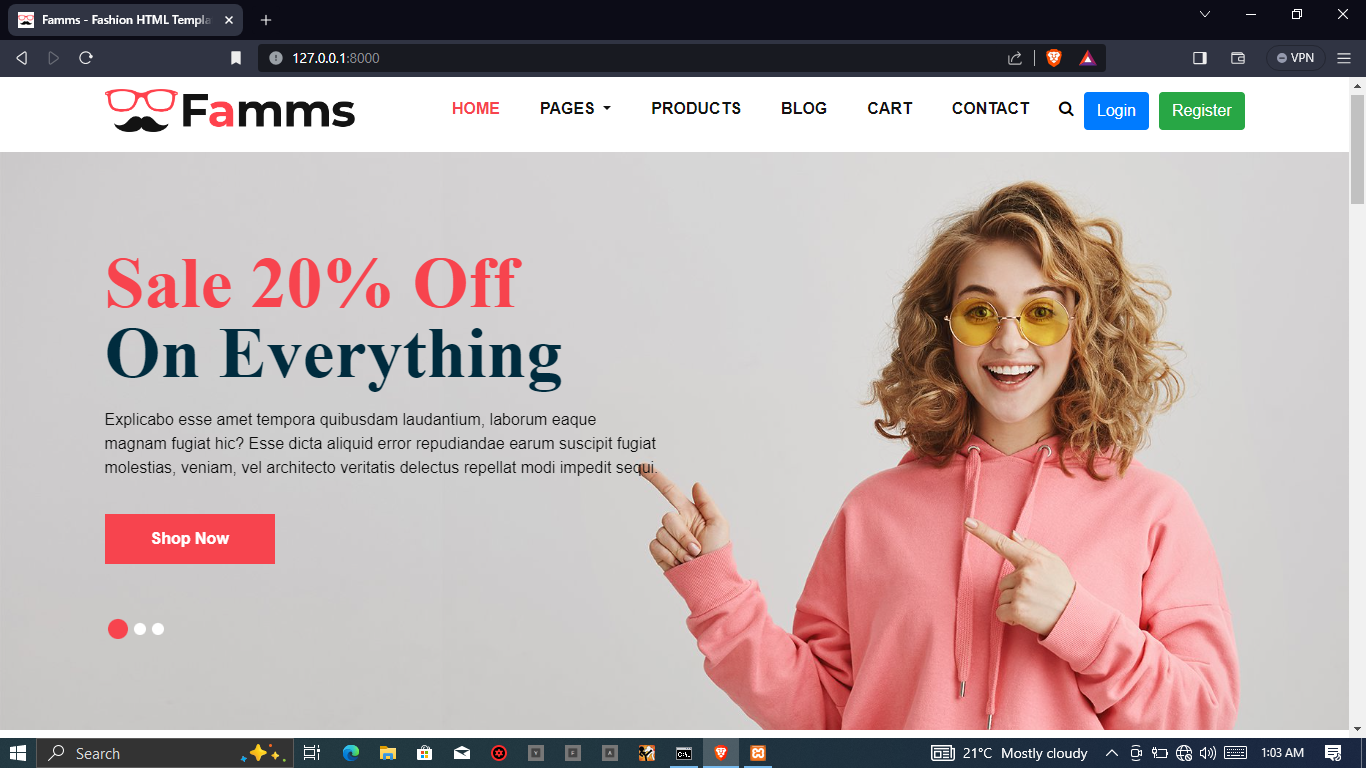 Famms - Fashion HTML Templa
127.0.0.1:8000
VPN
Famms
HOME
PAGES
PRODUCTS
BLOG
CART
CONTACT
Login
Register
Sale 20% Off
On Everything
Explicabo esse amet tempora quibusdam laudantium, laborum eaque
magnam fugiat hic? Esse dicta aliquid error repudiandae earum suscipit fugiat
molestias, veniam, vel architecto veritatis delectus repellat modi impedit sequi.
Shop Now
Search
21°C Mostly cloudy
1:03 AM